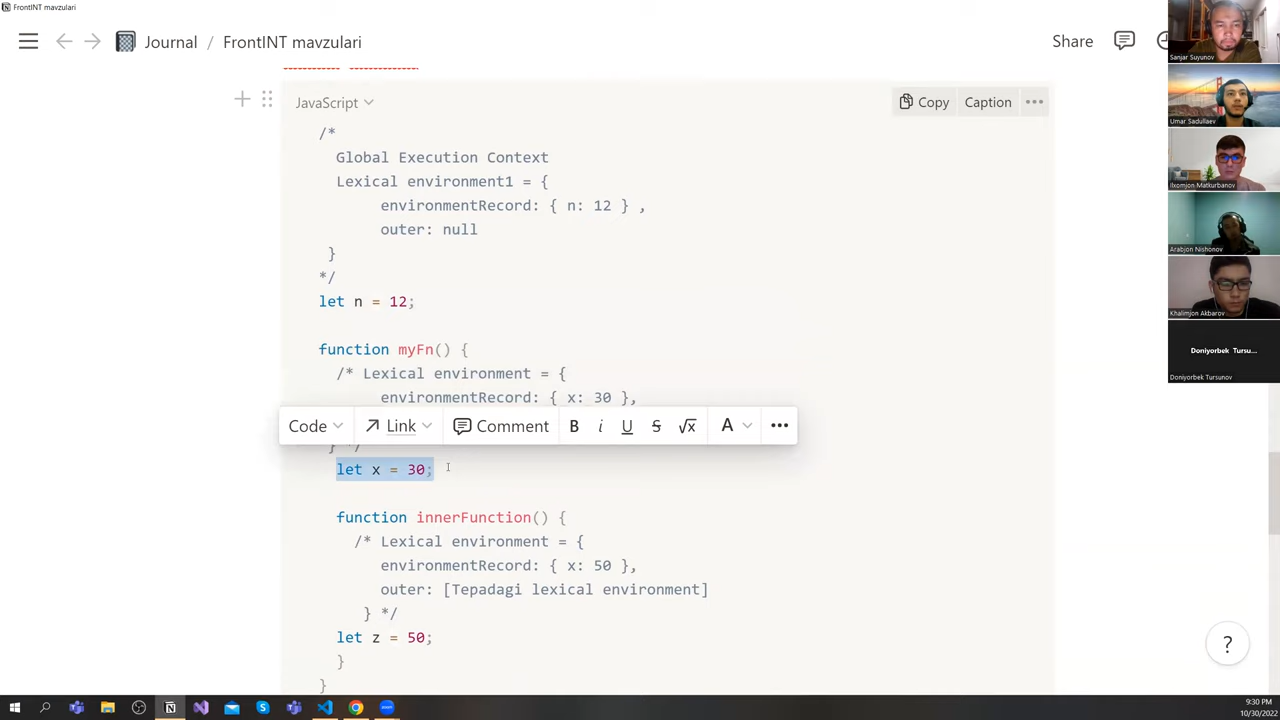 FrontINT mavzulari
Journal / FrontINT mavzulari
Share
JavaScript
Copy
Caption
/*
Global Execution Context
Lexical environment1 = {
environmentRecord: { n: 12 } ,
outer: null
}
*/
let n = 12;
function myFn() {
/* Lexical environment = {
environmentRecord: { x: 30 },
Code
Link
Comment
B
i
U
S
√x
A
} */
let x = 30;
function innerFunction() {
/* Lexical environment = {
environmentRecord: { x: 50 },
outer: [Tepadagi lexical environment]
} */
let z = 50;
}
}
?
Sanjar Suyunov
Umar Sadullaev
Ilxomjon Matkurbanov
Arabjon Nishonov
Khalimjon Akbarov
Doniyorbek Tursu...
Doniyorbek Tursunov
9:30 PM
10/30/2022